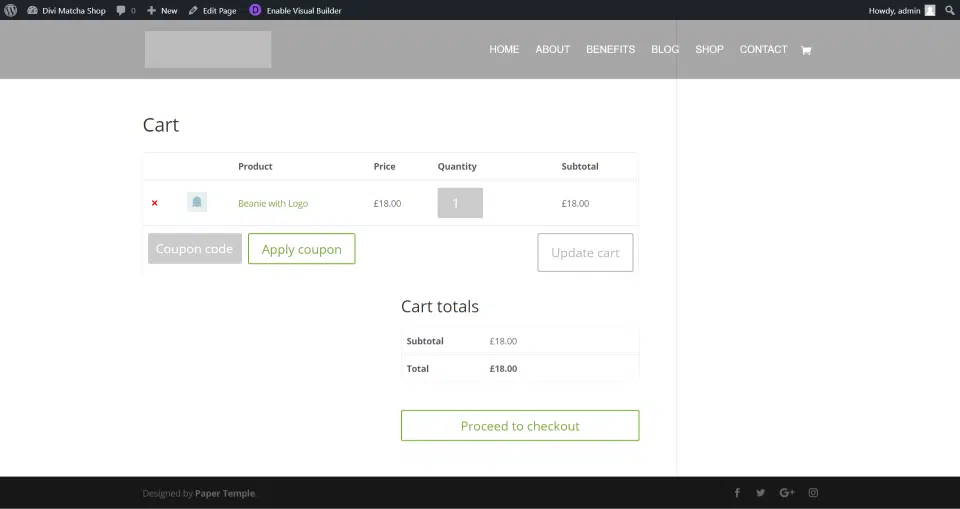 Divi Matcha Shop 0 New Edit Page D Enable Visual Builder Howdy, admin
HOME ABOUT BENEFITS BLOG SHOP CONTACT
Cart
Product Price Quantity Subtotal
× Beanie with Logo £18.00 1 £18.00
Coupon code Apply coupon Update cart
Cart totals
Subtotal £18.00
Total £18.00
Proceed to checkout
Designed by Paper Temple.